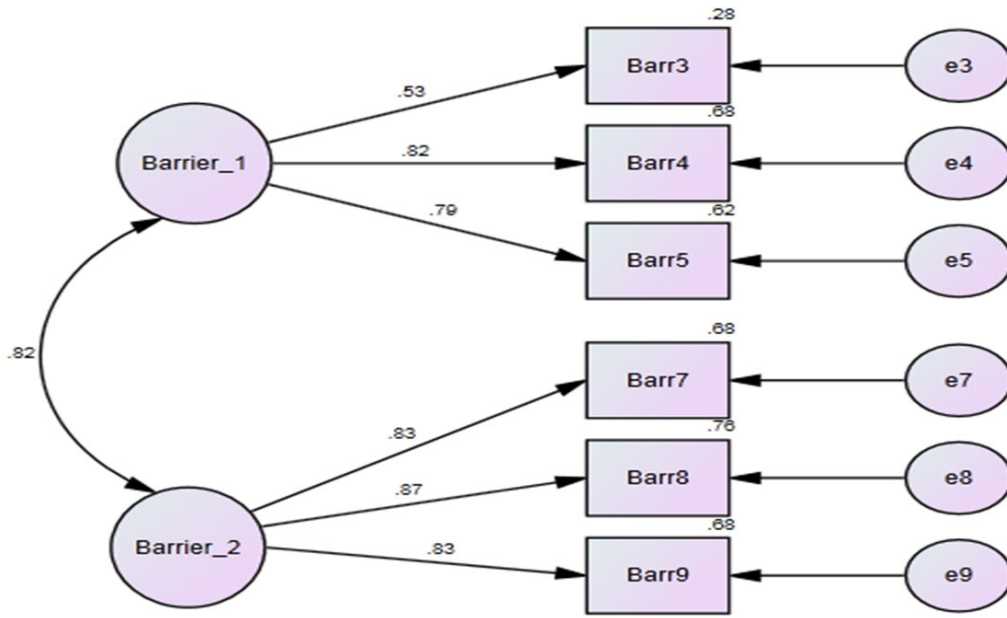 .28
Barr3
e3
.53
.68
Barrier_1
.82
Barr4
e4
.79
.62
Barr5
e5
.82
.68
Barr7
e7
.83
.76
Barr8
e8
.87
.68
Barrier_2
.83
Barr9
e9